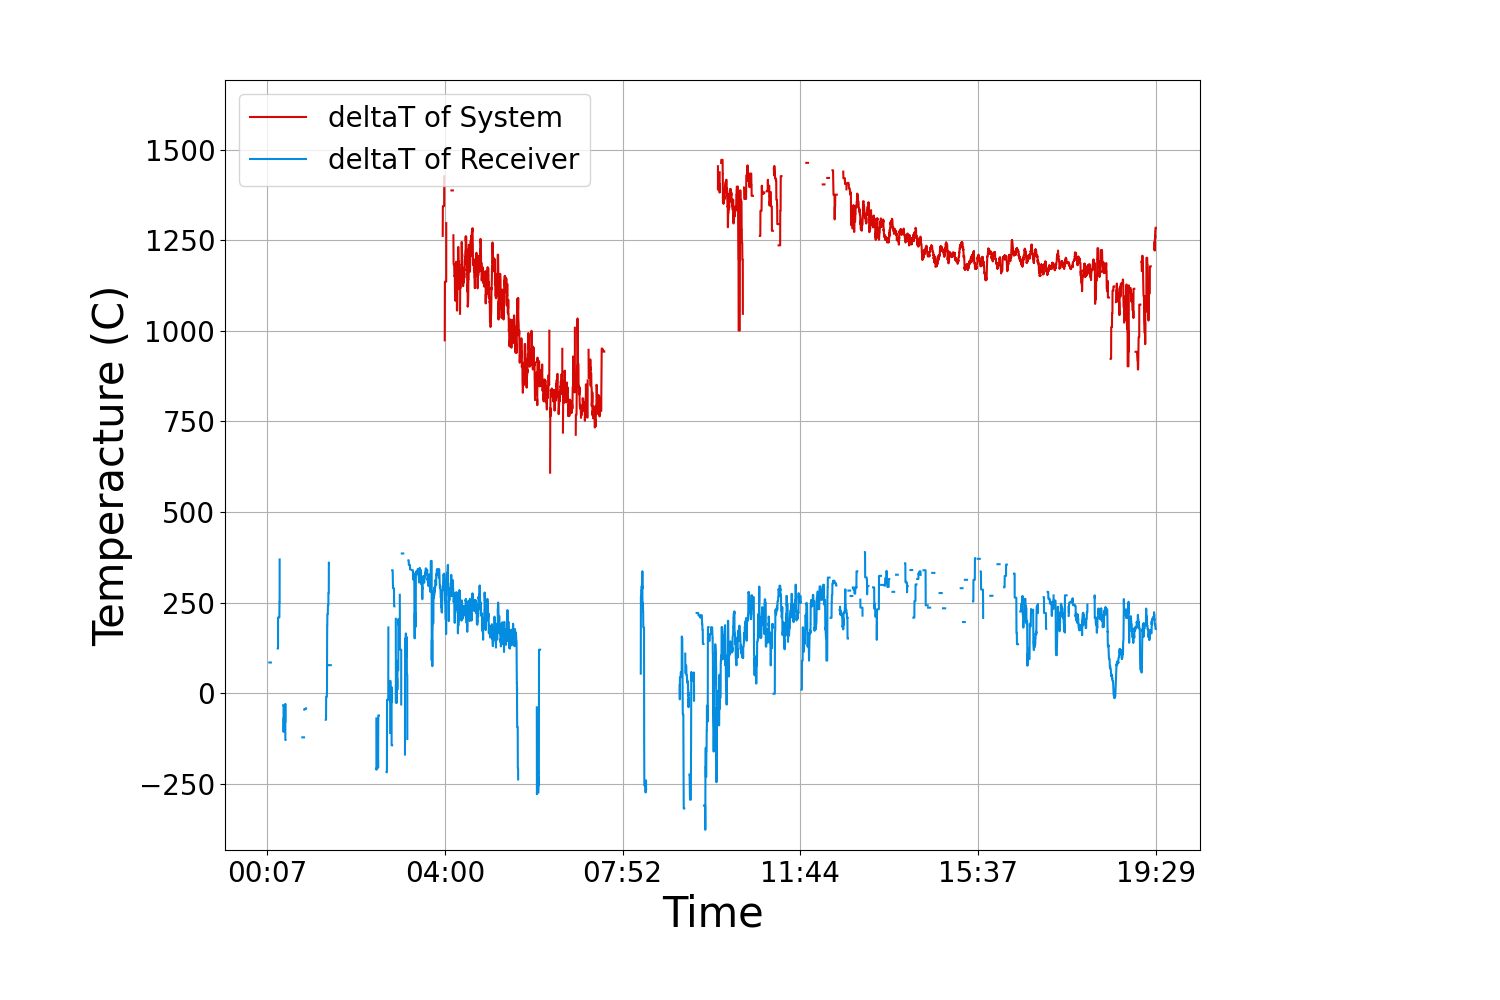 deltaT of System
deltaT of Receiver
1500
1250
1000
750
500
250
0
−250
Temperacture (C)
00:07 04:00 07:52 11:44 15:37 19:29
Time